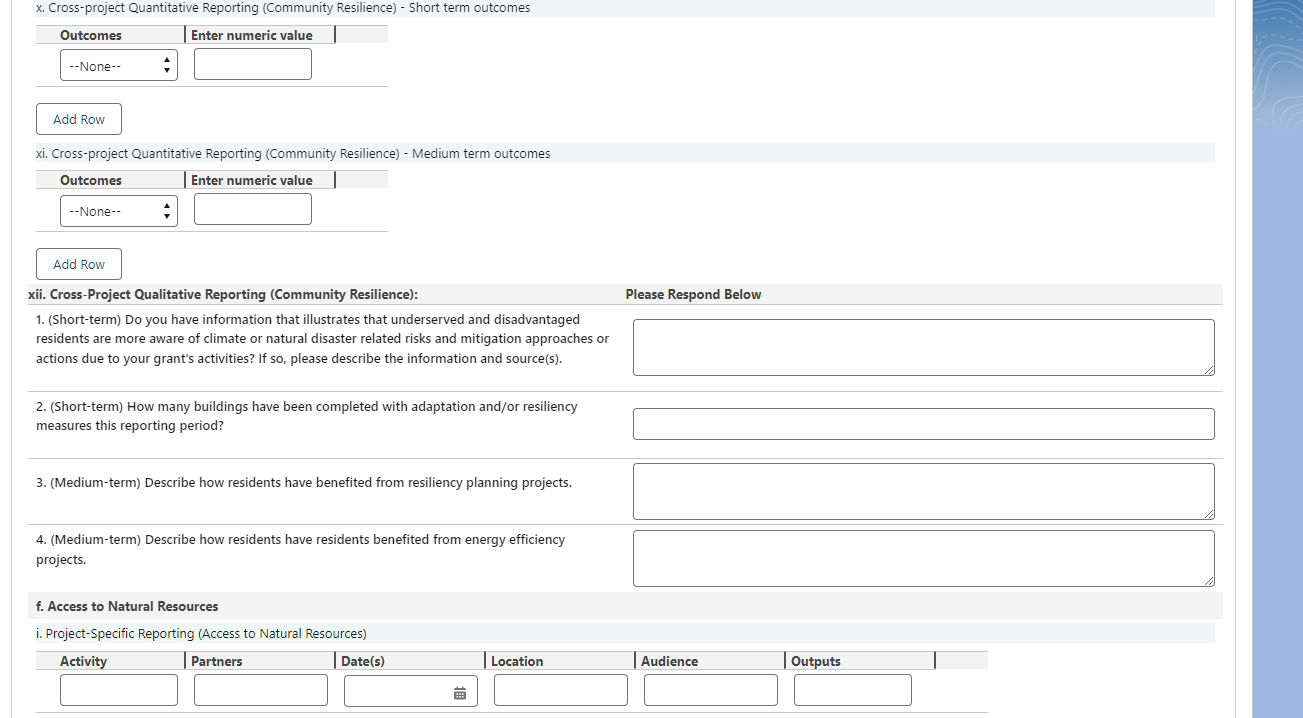 x. Cross-project Quantitative Reporting (Community Resilience) - Short term outcomes
Outcomes Enter numeric value
--None--
Add Row
xi. Cross-project Quantitative Reporting (Community Resilience) - Medium term outcomes
Outcomes Enter numeric value
--None--
Add Row
xii. Cross-Project Qualitative Reporting (Community Resilience): Please Respond Below
1. (Short-term) Do you have information that illustrates that underserved and disadvantaged
residents are more aware of climate or natural disaster related risks and mitigation approaches or
actions due to your grant's activities? If so, please describe the information and source(s).
2. (Short-term) How many buildings have been completed with adaptation and/or resiliency
measures this reporting period?
3. (Medium-term) Describe how residents have benefited from resiliency planning projects.
4. (Medium-term) Describe how residents have residents benefited from energy efficiency
projects.
f. Access to Natural Resources
i. Project-Specific Reporting (Access to Natural Resources)
Activity Partners Date(s) Location Audience Outputs